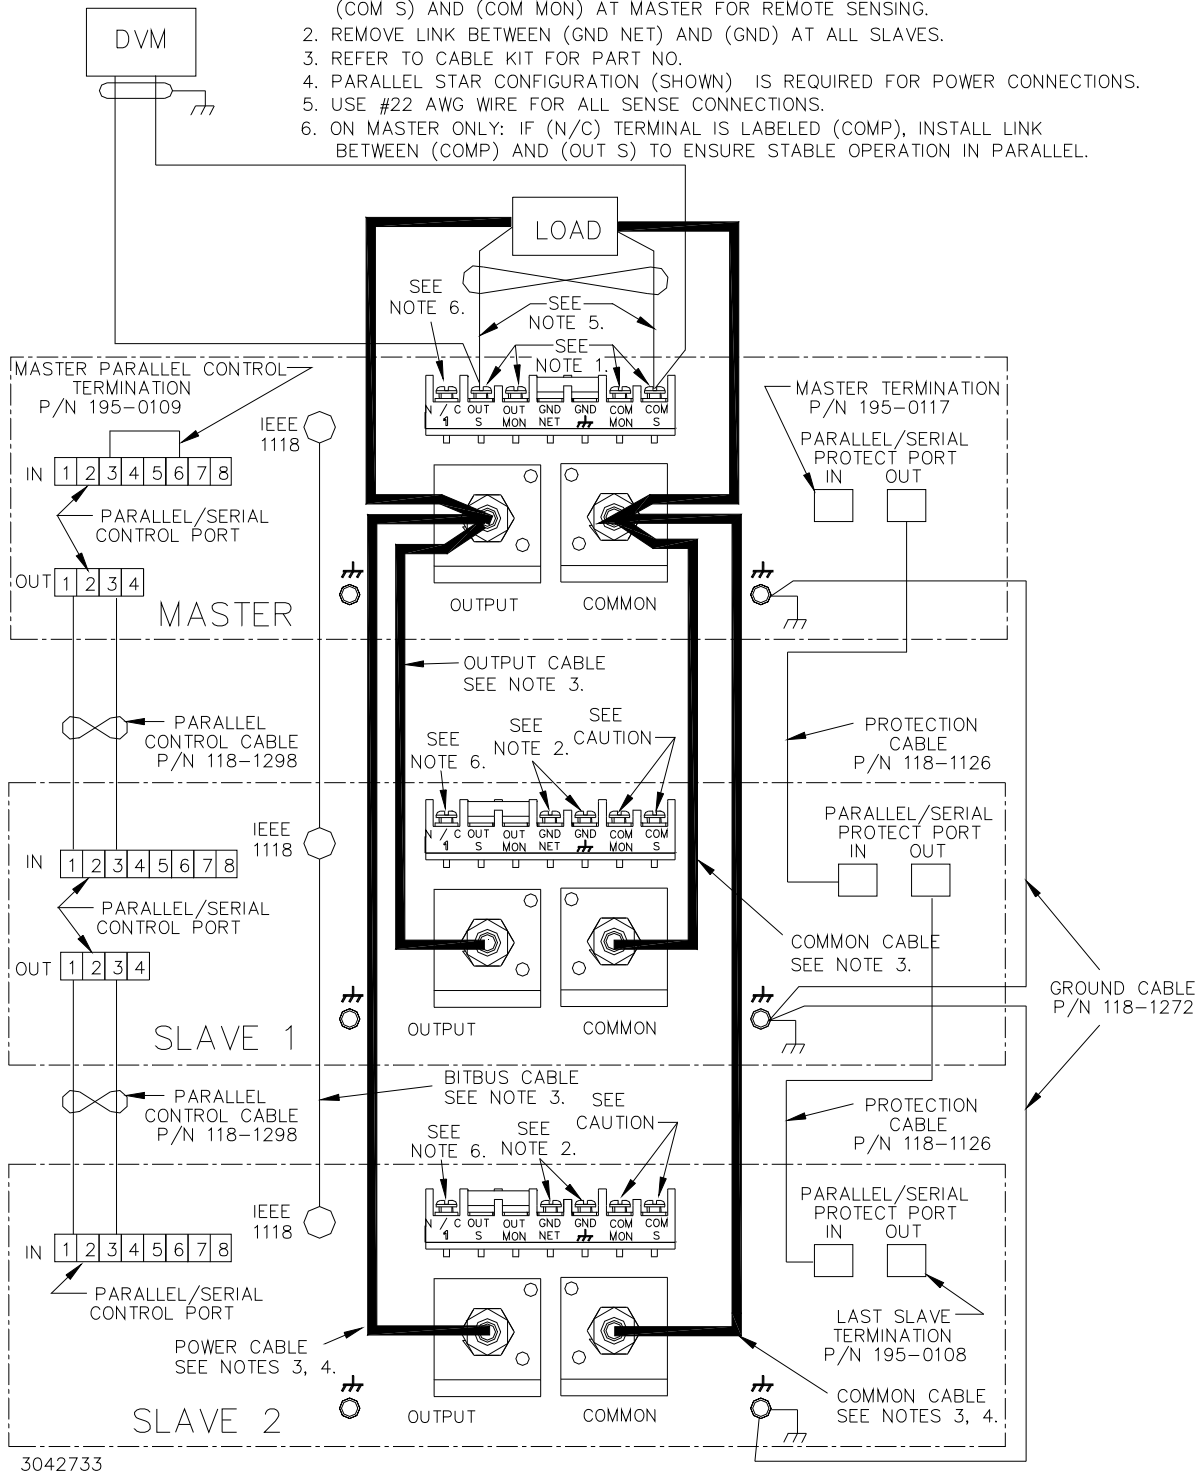 (COM S) AND (COM MON) AT MASTER FOR REMOTE SENSING.
2. REMOVE LINK BETWEEN (GND NET) AND (GND) AT ALL SLAVES.
3. REFER TO CABLE KIT FOR PART NO.
4. PARALLEL STAR CONFIGURATION (SHOWN) IS REQUIRED FOR POWER CONNECTIONS.
5. USE #22 AWG WIRE FOR ALL SENSE CONNECTIONS.
6. ON MASTER ONLY: IF (N/C) TERMINAL IS LABELED (COMP), INSTALL LINK
BETWEEN (COMP) AND (OUT S) TO ENSURE STABLE OPERATION IN PARALLEL.
DVM
LOAD
SEE
NOTE 6.
SEE
NOTE 5.
SEE
NOTE 1.
MASTER PARALLEL CONTROL
TERMINATION
P/N 195-0109
IEEE
1118
N / C OUT OUT GND GND COM COM
¶ S MON NET MON S
MASTER TERMINATION
P/N 195-0117
PARALLEL/SERIAL
PROTECT PORT
IN OUT
IN 1 2 3 4 5 6 7 8
PARALLEL/SERIAL
CONTROL PORT
OUT 1 2 3 4
MASTER
OUTPUT COMMON
OUTPUT CABLE
SEE NOTE 3.
PARALLEL
CONTROL CABLE
P/N 118-1298
SEE
NOTE 6.
SEE
NOTE 2.
SEE
CAUTION
PROTECTION
CABLE
P/N 118-1126
IEEE
1118
N / C OUT OUT GND GND COM COM
¶ S MON NET MON S
PARALLEL/SERIAL
PROTECT PORT
IN OUT
IN 1 2 3 4 5 6 7 8
PARALLEL/SERIAL
CONTROL PORT
OUT 1 2 3 4
COMMON CABLE
SEE NOTE 3.
GROUND CABLE
P/N 118-1272
SLAVE 1
OUTPUT COMMON
BITBUS CABLE
SEE NOTE 3.
PARALLEL
CONTROL CABLE
P/N 118-1298
SEE
NOTE 6.
SEE
NOTE 2.
SEE
CAUTION
PROTECTION
CABLE
P/N 118-1126
IEEE
1118
N / C OUT OUT GND GND COM COM
¶ S MON NET MON S
PARALLEL/SERIAL
PROTECT PORT
IN OUT
IN 1 2 3 4 5 6 7 8
PARALLEL/SERIAL
CONTROL PORT
LAST SLAVE
TERMINATION
P/N 195-0108
POWER CABLE
SEE NOTES 3, 4.
COMMON CABLE
SEE NOTES 3, 4.
SLAVE 2
OUTPUT COMMON
3042733